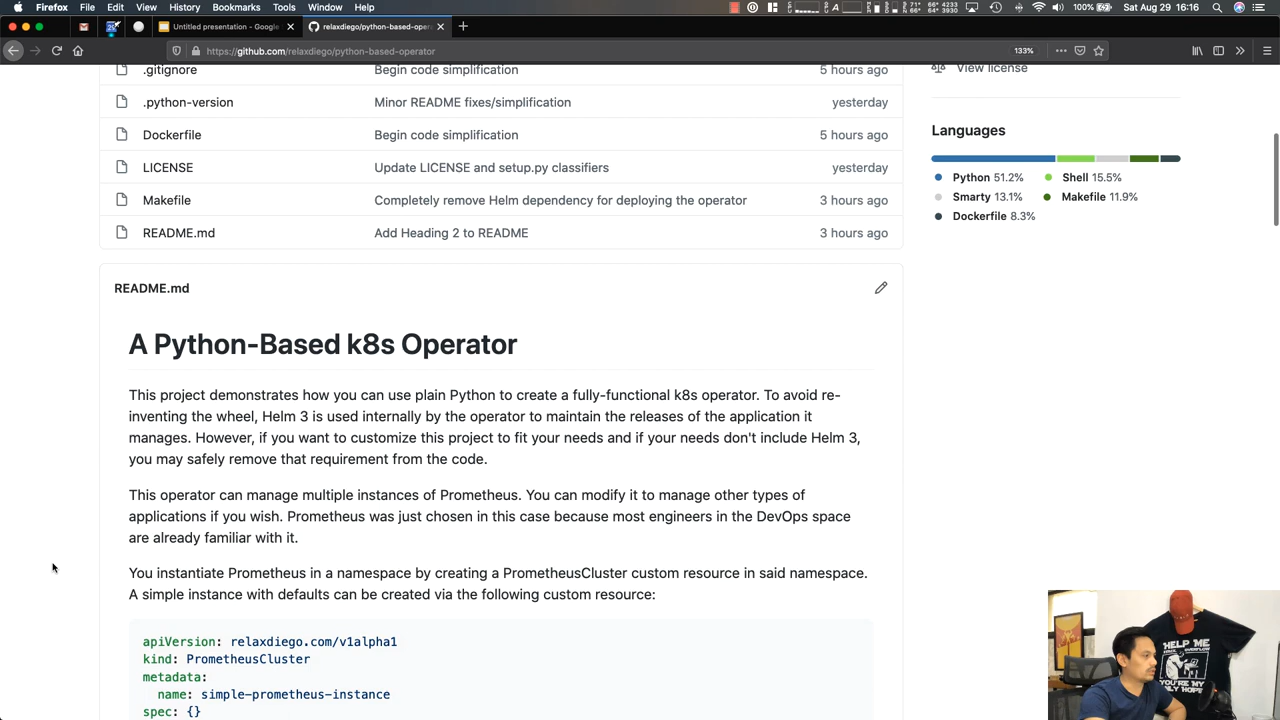 Firefox File Edit View History Bookmarks Tools Window Help
Sat Aug 29 16:16
Untitled presentation - Google
relaxdiego/python-based-oper
https://github.com/relaxdiego/python-based-operator
133%
.gitignore Begin code simplification 5 hours ago
.python-version Minor README fixes/simplification yesterday
Dockerfile Begin code simplification 5 hours ago
LICENSE Update LICENSE and setup.py classifiers yesterday
Makefile Completely remove Helm dependency for deploying the operator 3 hours ago
README.md Add Heading 2 to README 3 hours ago
View license
Languages
Python 51.2% Shell 15.5%
Smarty 13.1% Makefile 11.9%
Dockerfile 8.3%
README.md
A Python-Based k8s Operator
This project demonstrates how you can use plain Python to create a fully-functional k8s operator. To avoid re-
inventing the wheel, Helm 3 is used internally by the operator to maintain the releases of the application it
manages. However, if you want to customize this project to fit your needs and if your needs don't include Helm 3,
you may safely remove that requirement from the code.
This operator can manage multiple instances of Prometheus. You can modify it to manage other types of
applications if you wish. Prometheus was just chosen in this case because most engineers in the DevOps space
are already familiar with it.
You instantiate Prometheus in a namespace by creating a PrometheusCluster custom resource in said namespace.
A simple instance with defaults can be created via the following custom resource:
apiVersion: relaxdiego.com/v1alpha1
kind: PrometheusCluster
metadata:
name: simple-prometheus-instance
spec: {}
HELP ME
OVERFLOW
YOU'RE MY
ONLY HOPE